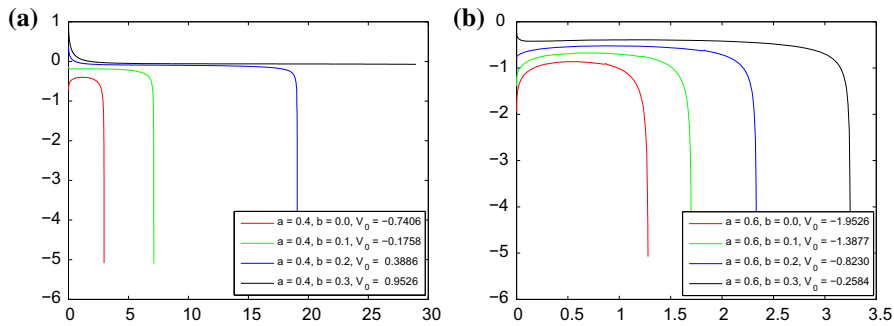 (a)
1
0
−1
−2
−3
−4
−5
−6
0 5 10 15 20 25 30
a = 0.4, b = 0.0, V0 = −0.7406
a = 0.4, b = 0.1, V0 = −0.1758
a = 0.4, b = 0.2, V0 = 0.3886
a = 0.4, b = 0.3, V0 = 0.9526
(b)
0
−1
−2
−3
−4
−5
−6
0 0.5 1 1.5 2 2.5 3 3.5
a = 0.6, b = 0.0, V0 = −1.9526
a = 0.6, b = 0.1, V0 = −1.3877
a = 0.6, b = 0.2, V0 = −0.8230
a = 0.6, b = 0.3, V0 = −0.2584